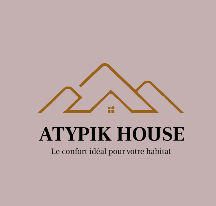 ATYPIK HOUSE
Le confort idéal pour votre habitat